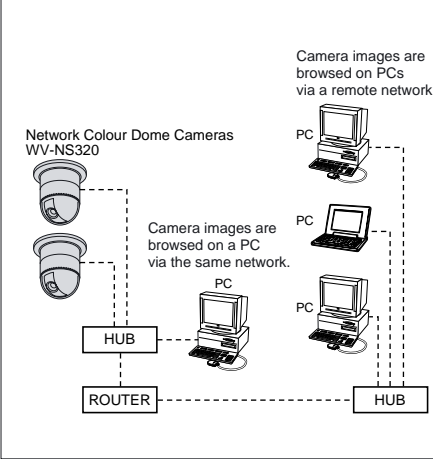 Camera images are
browsed on PCs
via a remote network.
PC
Network Colour Dome Cameras
WV-NS320
PC
Camera images are
browsed on a PC
via the same network.
PC
PC
HUB
ROUTER
HUB